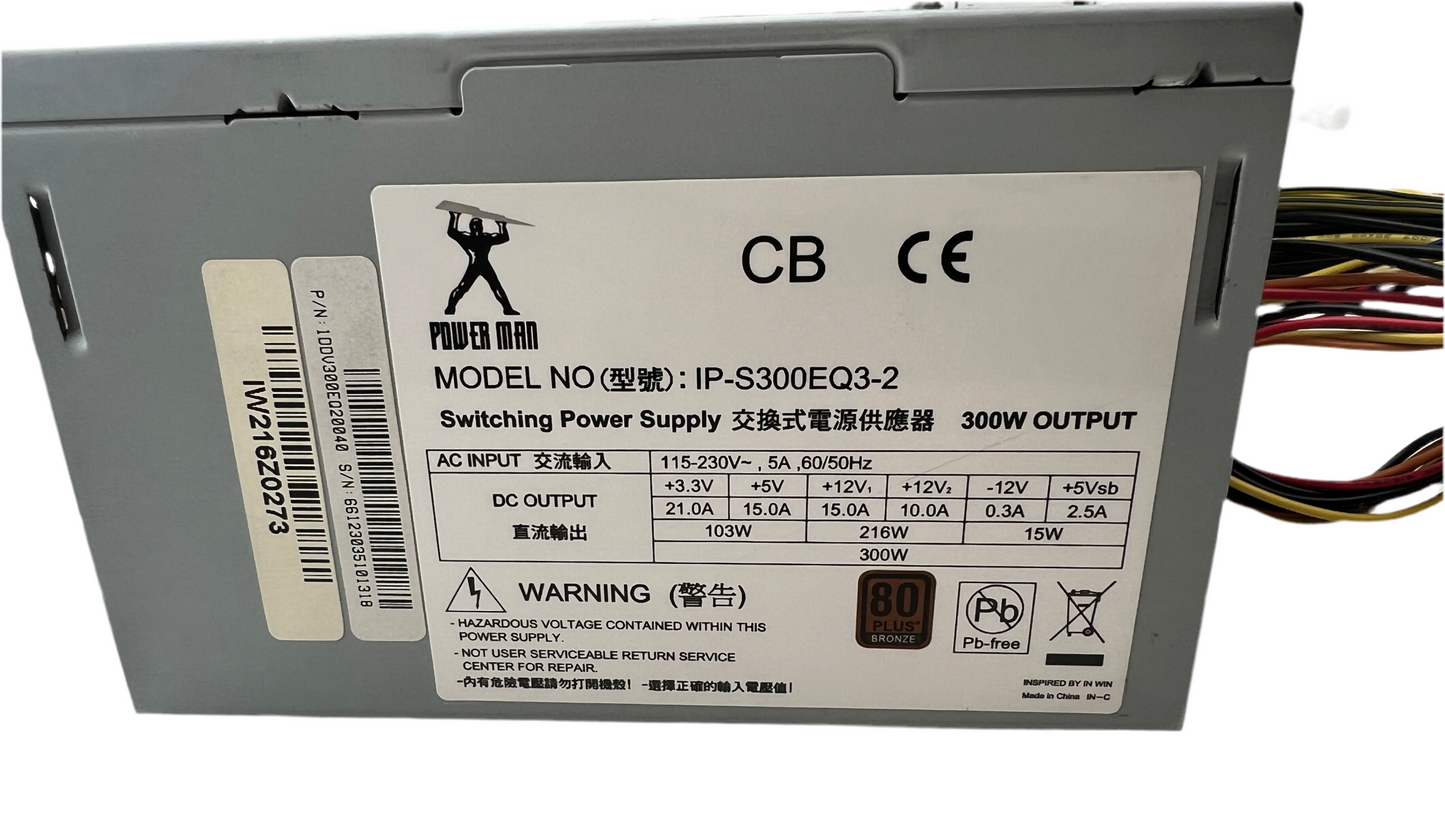 IW216Z0273
P/N:1DDV300EQ20040 S/N:66123035101318
POWER MAN
CB CE
MODEL NO(型號): IP-S300EQ3-2
Switching Power Supply 交換式電源供應器 300W OUTPUT
AC INPUT 交流輸入 115-230V~ , 5A ,60/50Hz
DC OUTPUT
直流輸出
+3.3V +5V +12V₁ +12V₂ -12V +5Vsb
21.0A 15.0A 15.0A 10.0A 0.3A 2.5A
103W 216W 15W
300W
WARNING (警告)
- HAZARDOUS VOLTAGE CONTAINED WITHIN THIS
POWER SUPPLY.
- NOT USER SERVICEABLE RETURN SERVICE
CENTER FOR REPAIR.
-內有危險電壓請勿打開機殼! -選擇正確的輸入電壓值!
80
PLUS
BRONZE
Pb
Pb-free
INSPIRED BY IN WIN
Made in China IN-C